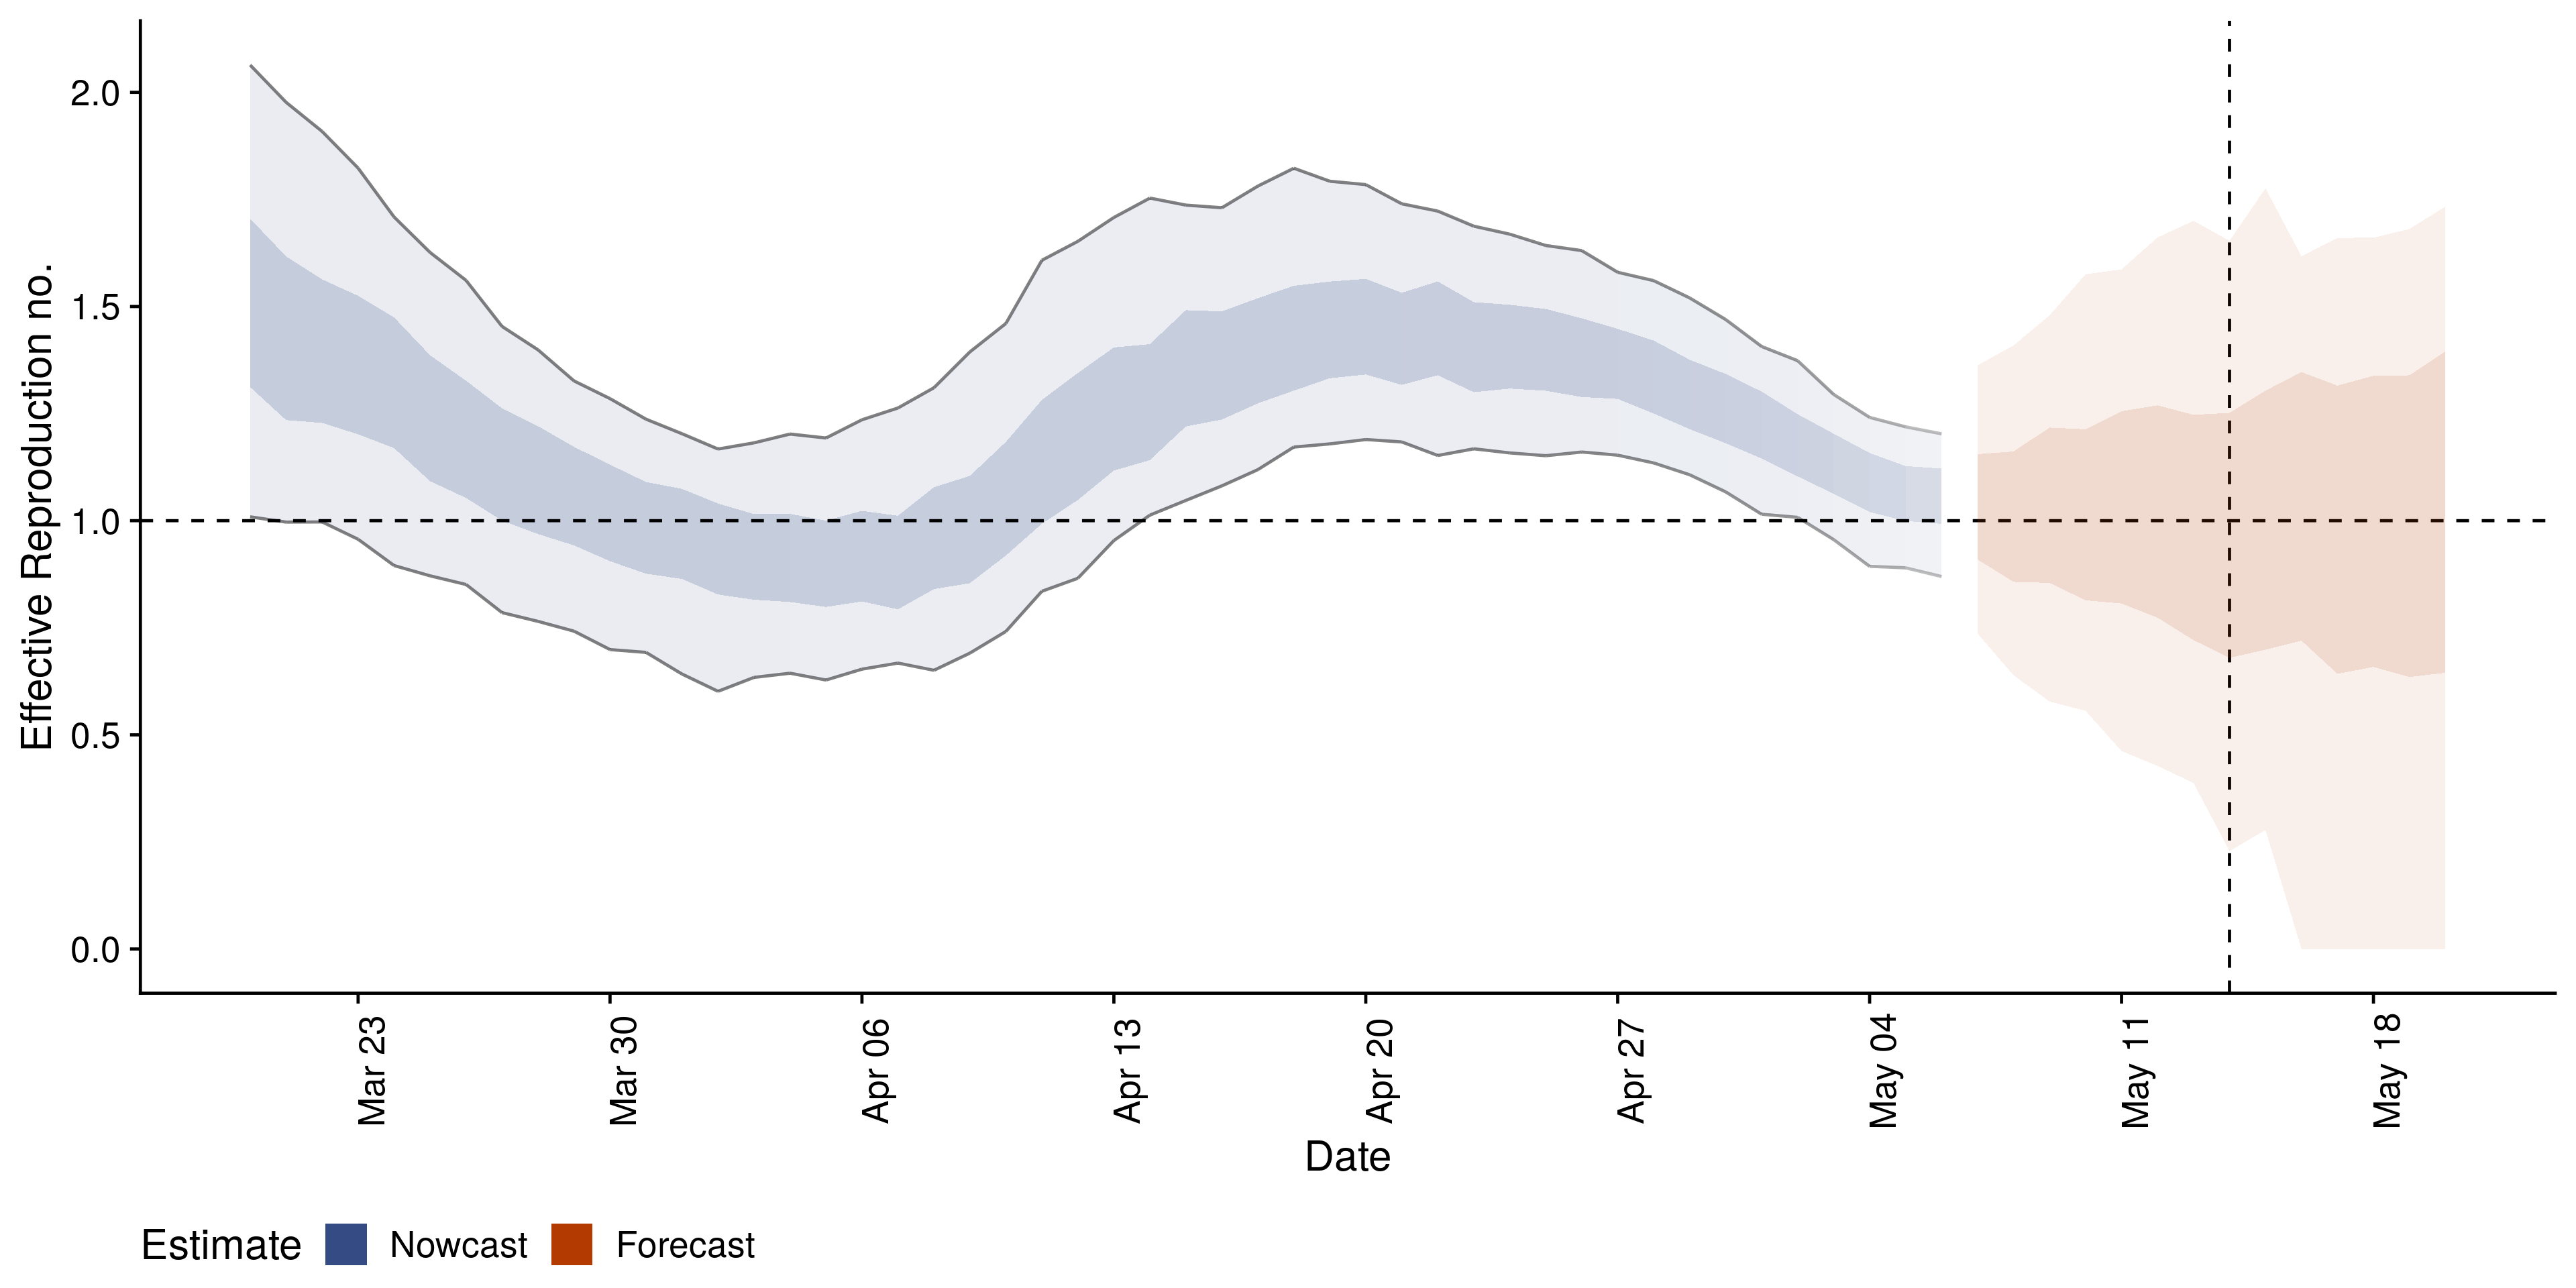 Effective Reproduction no.
2.0
1.5
1.0
0.5
0.0
Mar 23
Mar 30
Apr 06
Apr 13
Apr 20
Apr 27
May 04
May 11
May 18
Date
Estimate Nowcast Forecast